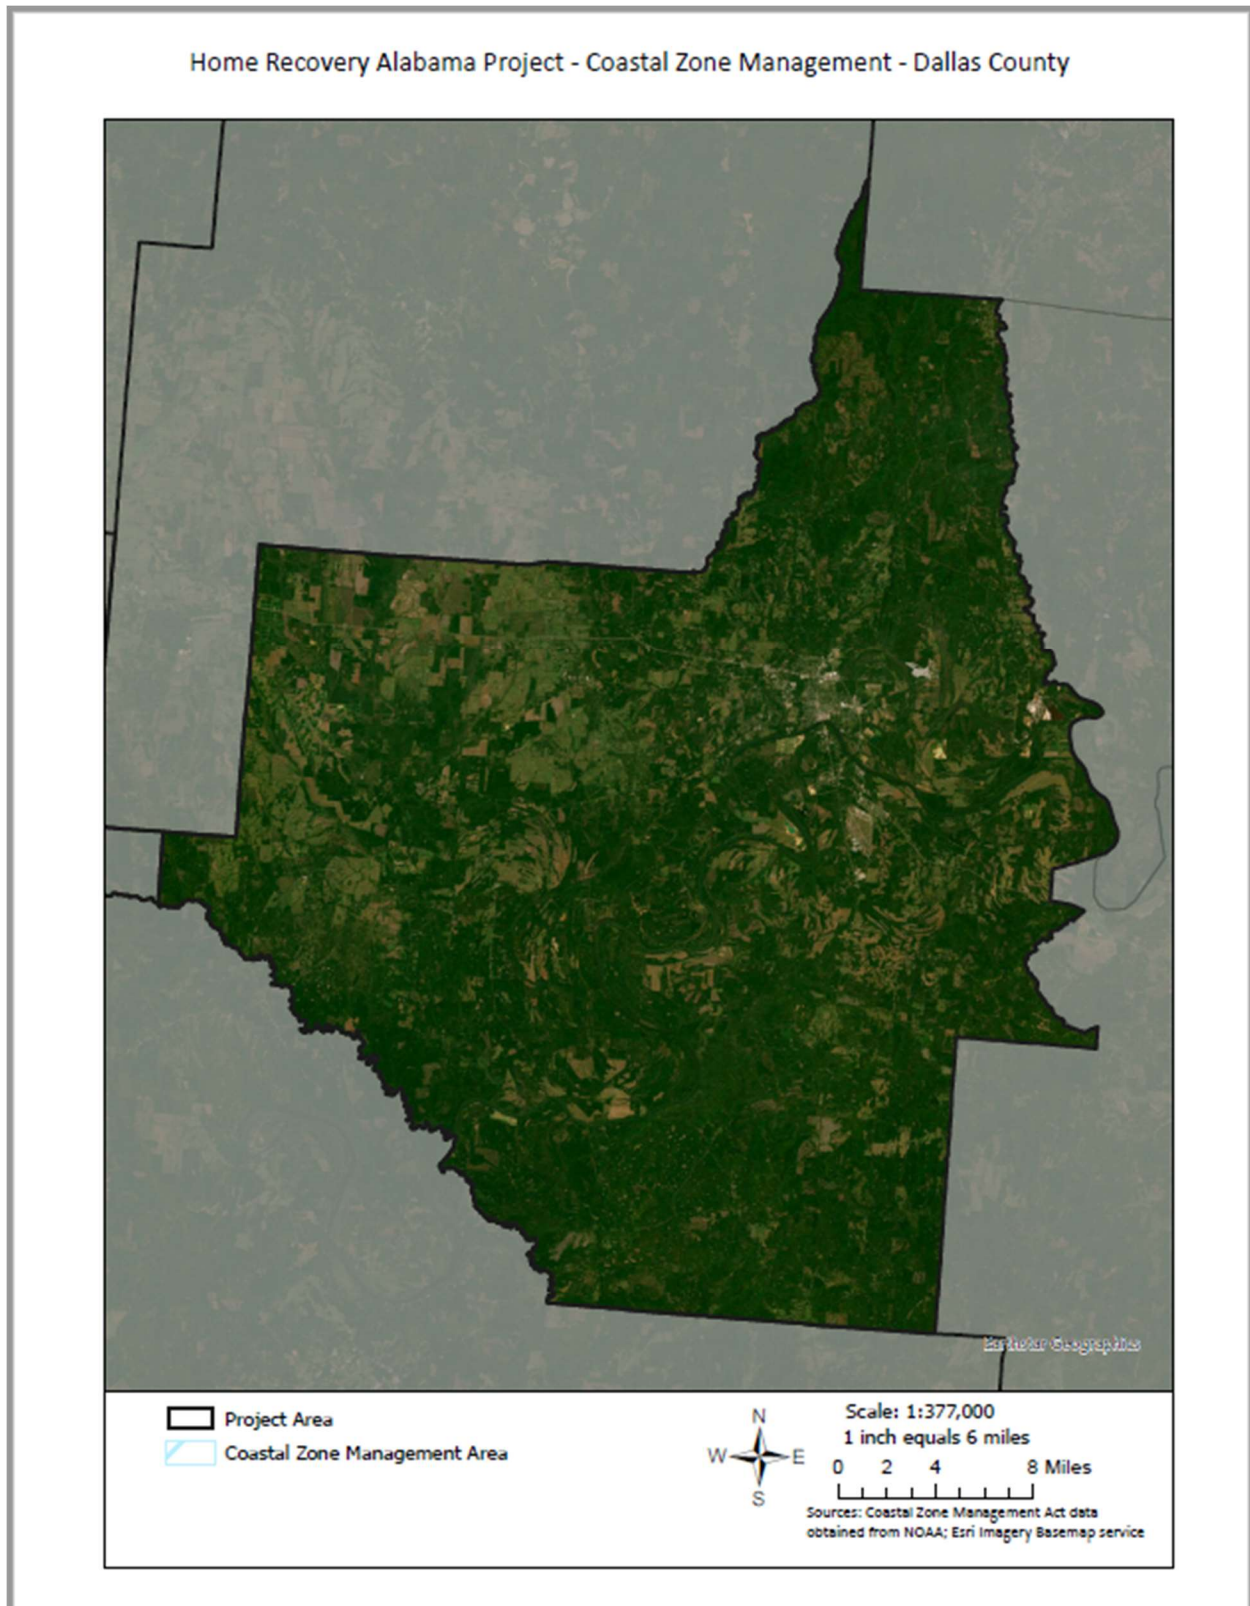 Home Recovery Alabama Project - Coastal Zone Management - Dallas County
Earthstar Geographics
Project Area
Coastal Zone Management Area
N
W E
S
Scale: 1:377,000
1 inch equals 6 miles
0 2 4 8 Miles
Sources: Coastal Zone Management Act data
obtained from NOAA; Esri Imagery Basemap service